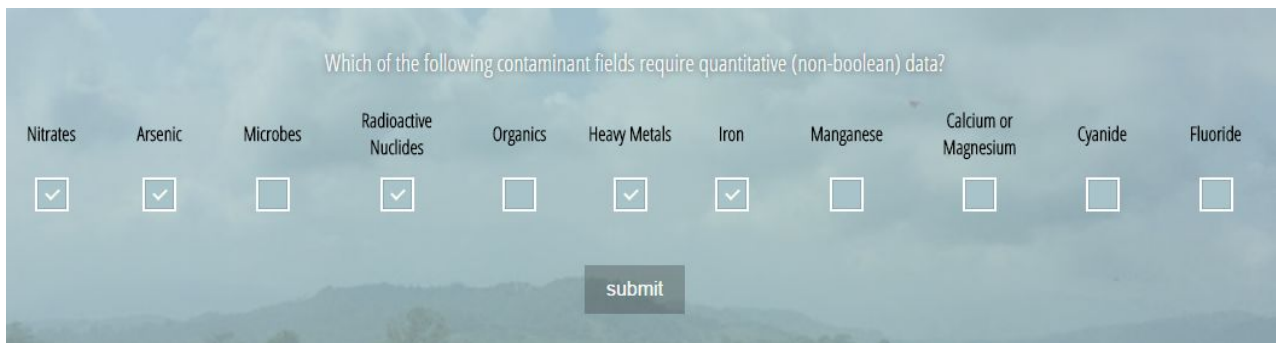 Which of the following contaminant fields require quantitative (non-boolean) data?
Nitrates
Arsenic
Microbes
Radioactive
Nuclides
Organics
Heavy Metals
Iron
Manganese
Calcium or
Magnesium
Cyanide
Fluoride
submit